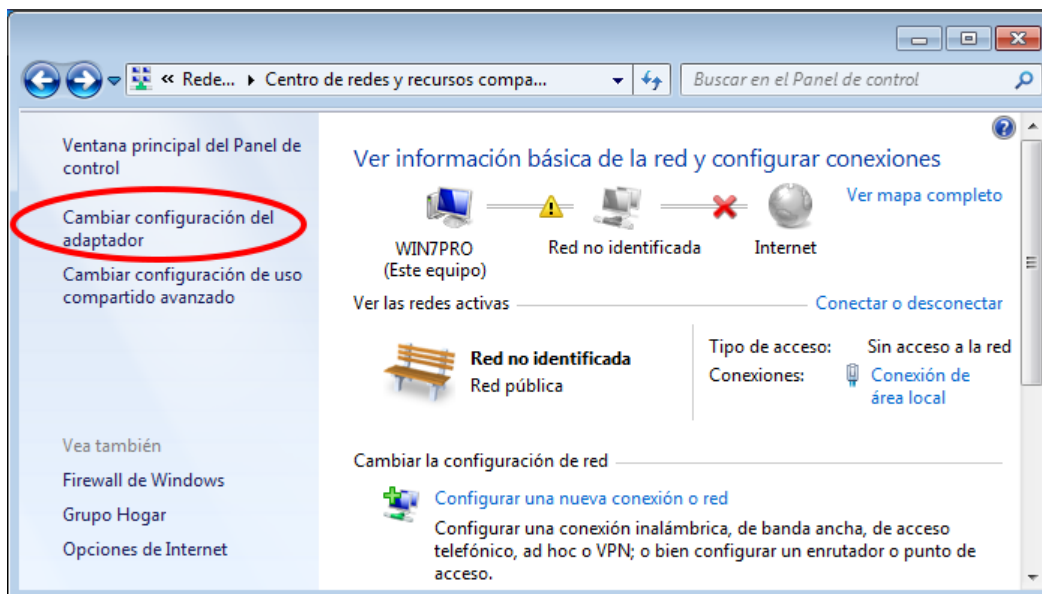 « Rede... ▸ Centro de redes y recursos compa...
Buscar en el Panel de control
Ventana principal del Panel de
control
Cambiar configuración del
adaptador
Cambiar configuración de uso
compartido avanzado
Vea también
Firewall de Windows
Grupo Hogar
Opciones de Internet
Ver información básica de la red y configurar conexiones
Ver mapa completo
WIN7PRO
(Este equipo)
Red no identificada
Internet
Ver las redes activas
Conectar o desconectar
Red no identificada
Red pública
Tipo de acceso: Sin acceso a la red
Conexiones: Conexión de
área local
Cambiar la configuración de red
Configurar una nueva conexión o red
Configurar una conexión inalámbrica, de banda ancha, de acceso
telefónico, ad hoc o VPN; o bien configurar un enrutador o punto de
acceso.